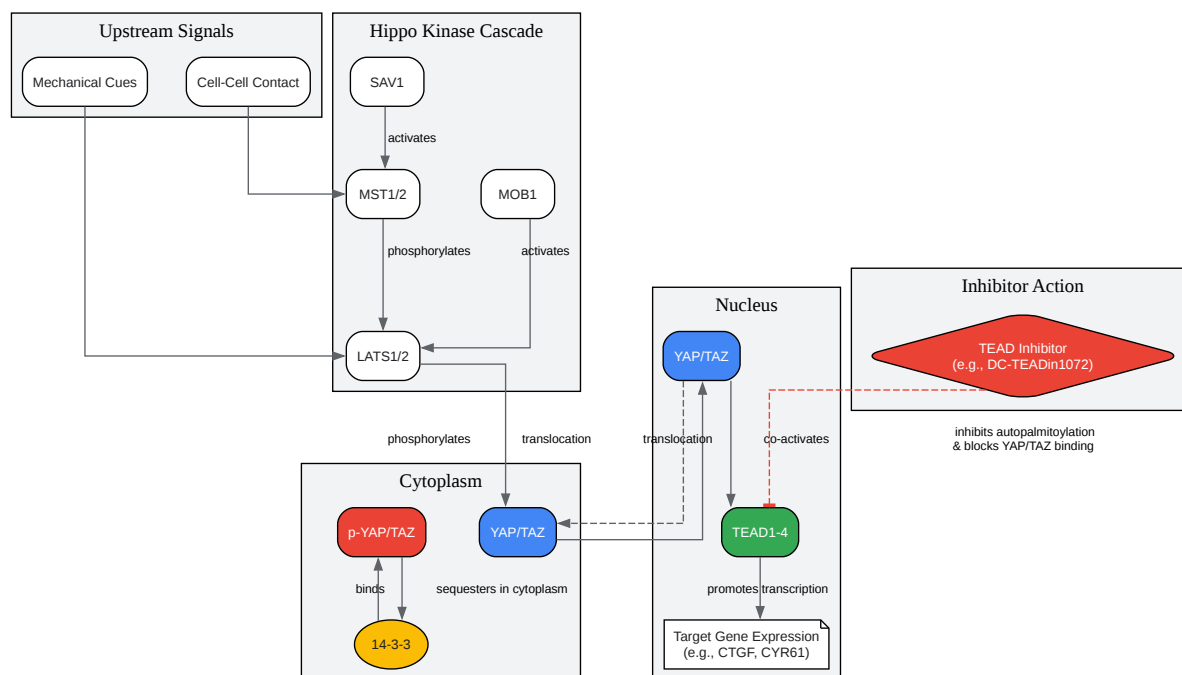 Upstream Signals
Mechanical Cues
Cell-Cell Contact
Hippo Kinase Cascade
SAV1
activates
MST1/2
MOB1
phosphorylates
activates
LATS1/2
phosphorylates
translocation
Cytoplasm
p-YAP/TAZ
YAP/TAZ
binds
sequesters in cytoplasm
14-3-3
Nucleus
YAP/TAZ
translocation
co-activates
TEAD1-4
promotes transcription
Target Gene Expression
(e.g., CTGF, CYR61)
Inhibitor Action
TEAD Inhibitor
(e.g., DC-TEADin1072)
inhibits autopalmitoylation
& blocks YAP/TAZ binding